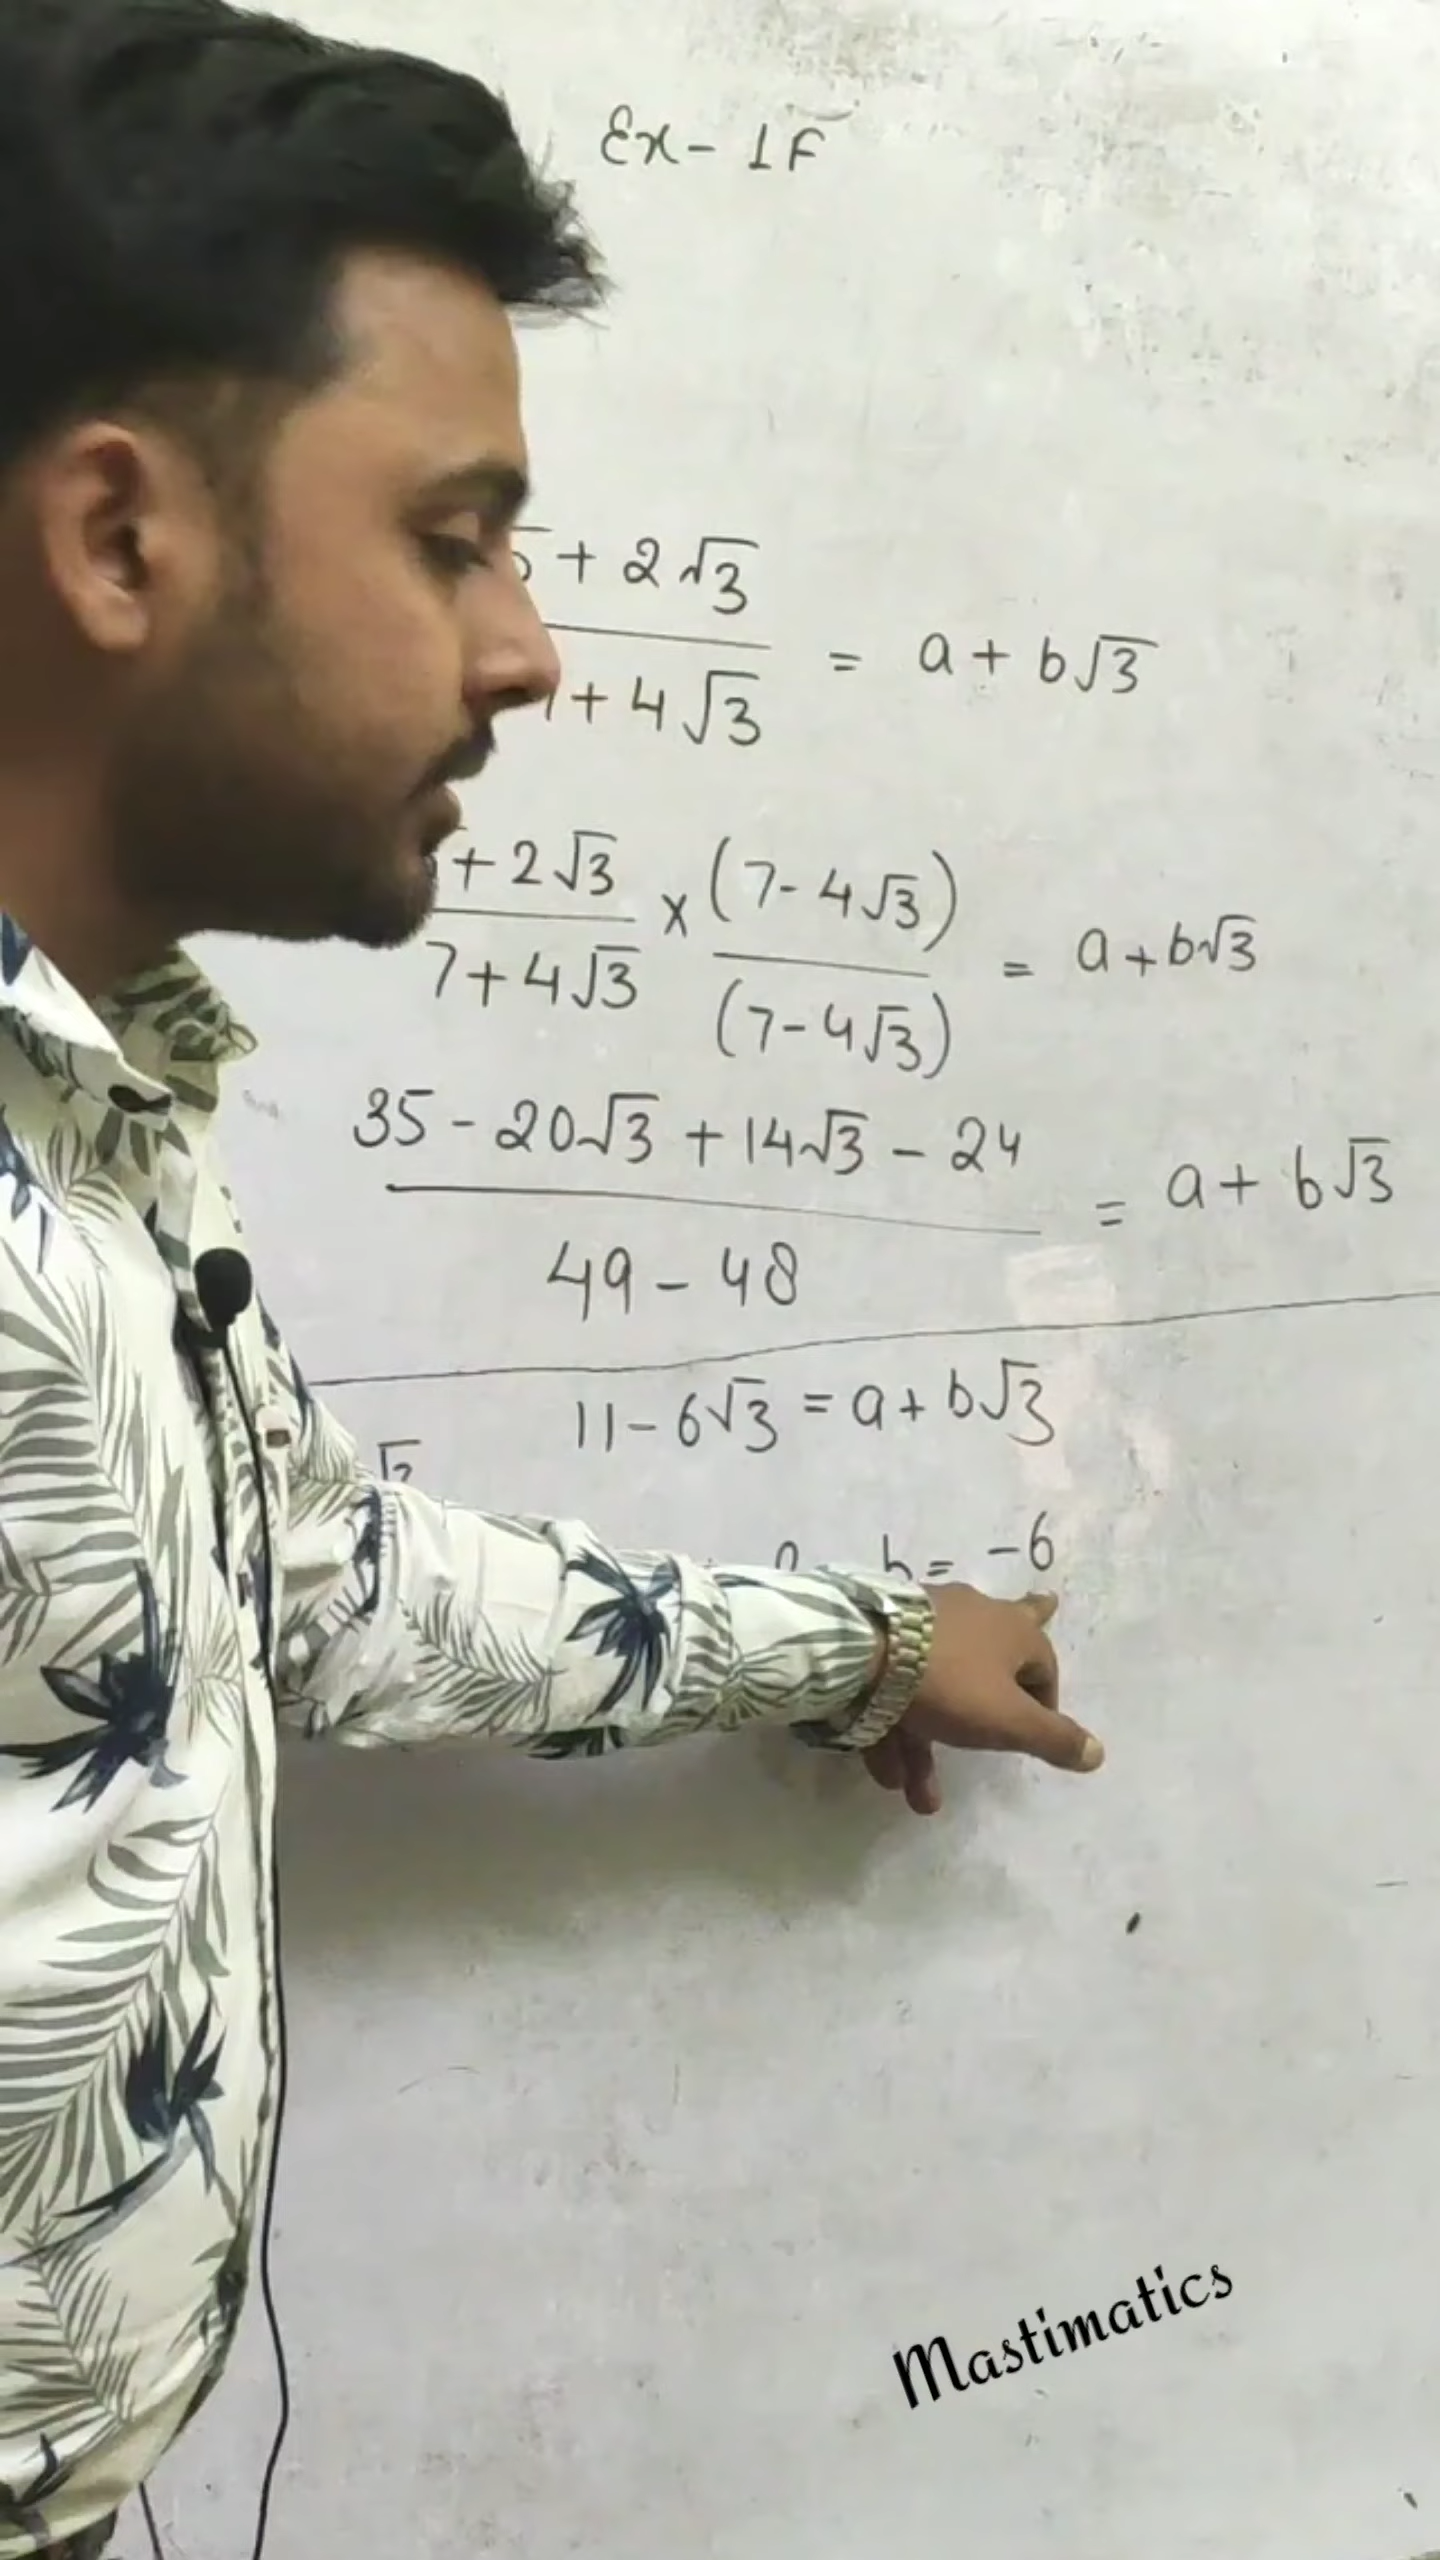 Ex- 1F
5 + 2√3
+ 4√3 = a + b√3
+ 2√3 × (7- 4√3)
7+4√3 (7-4√3) = a+b√3
35 - 20√3 + 14√3 - 24
49 - 48 = a + b√3
11- 6√3 = a + b√3
b = -6
Mastimatics